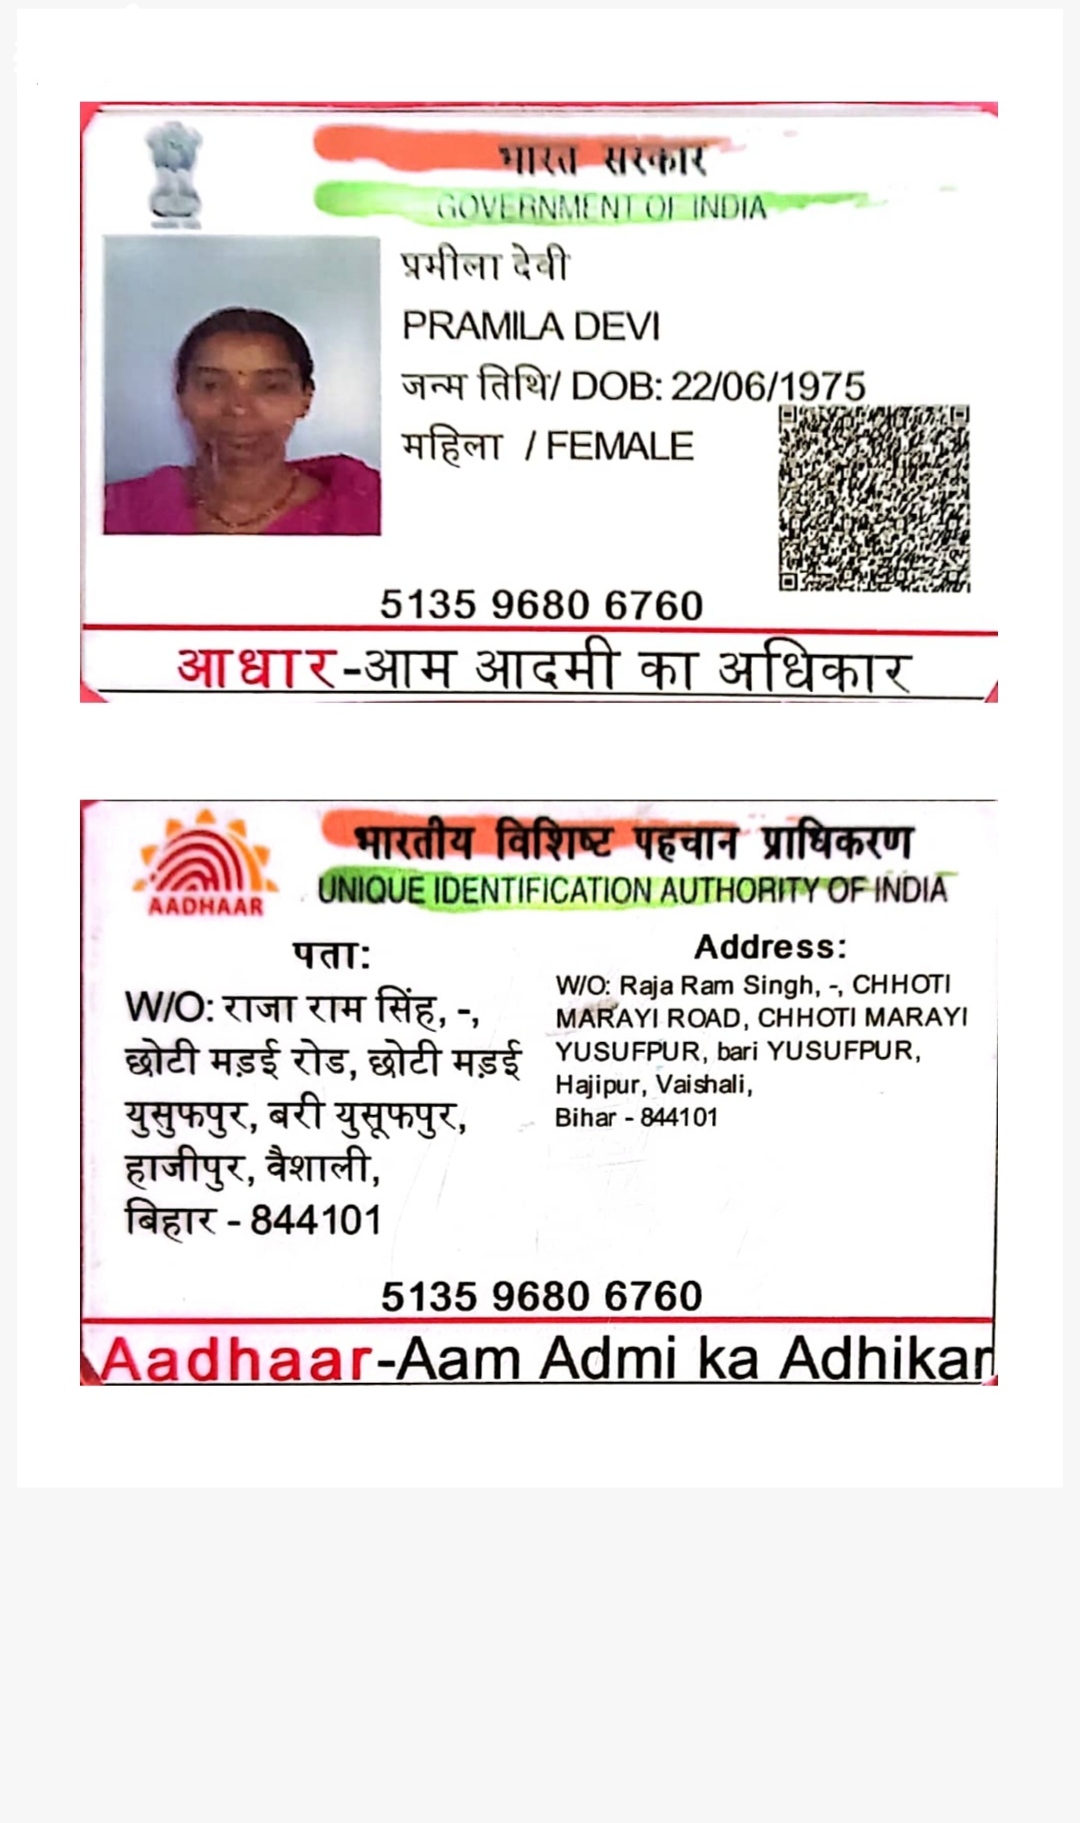 भारत सरकार
GOVERNMENT OF INDIA
प्रमीला देवी
PRAMILA DEVI
जन्म तिथि/ DOB: 22/06/1975
महिला / FEMALE
5135 9680 6760
आधार-आम आदमी का अधिकार
भारतीय विशिष्ट पहचान प्राधिकरण
UNIQUE IDENTIFICATION AUTHORITY OF INDIA
AADHAAR
पता:
W/O: राजा राम सिंह, -,
छोटी मड़ई रोड, छोटी मड़ई
युसुफपुर, बरी युसूफपुर,
हाजीपुर, वैशाली,
बिहार - 844101
Address:
W/O: Raja Ram Singh, -, CHHOTI
MARAYI ROAD, CHHOTI MARAYI
YUSUFPUR, bari YUSUFPUR,
Hajipur, Vaishali,
Bihar - 844101
5135 9680 6760
Aadhaar-Aam Admi ka Adhikar